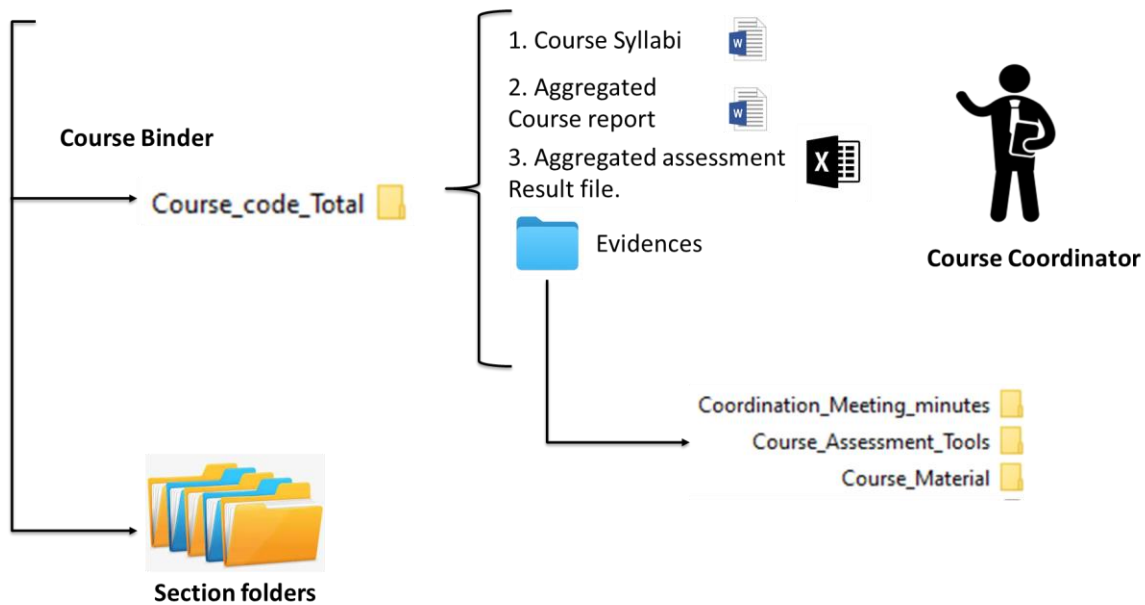 1. Course Syllabi
W
2. Aggregated
Course report
W
Course Binder
3. Aggregated assessment
Result file.
X
Course_code_Total
Evidences
Course Coordinator
Coordination_Meeting_minutes
Course_Assessment_Tools
Course_Material
Section folders